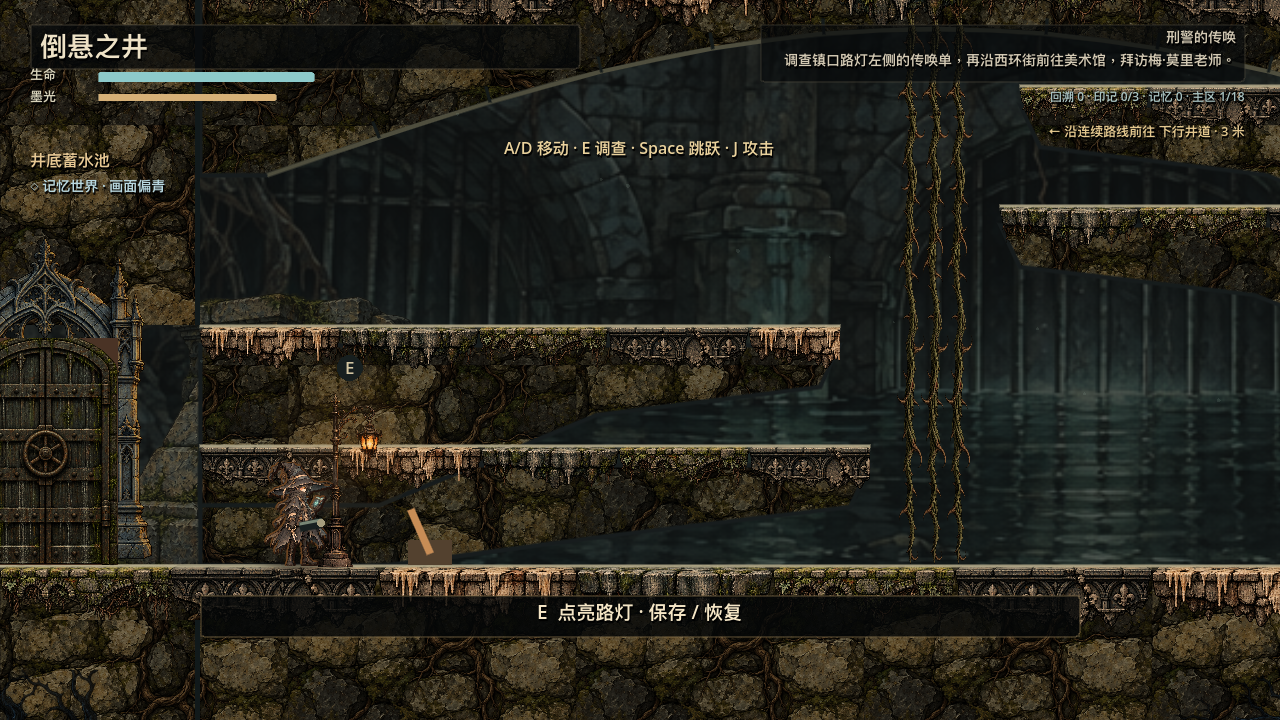 倒悬之井
生命
墨光
井底蓄水池
◇ 记忆世界 · 画面偏青
刑警的传唤
调查镇口路灯左侧的传唤单，再沿西环街前往美术馆，拜访梅·莫里老师。
回溯 0 · 印记 0/3 · 记忆 0 · 主区 1/18
← 沿连续路线前往 下行井道 · 3 米
A/D 移动 · E 调查 · Space 跳跃 · J 攻击
E
E 点亮路灯 · 保存 / 恢复